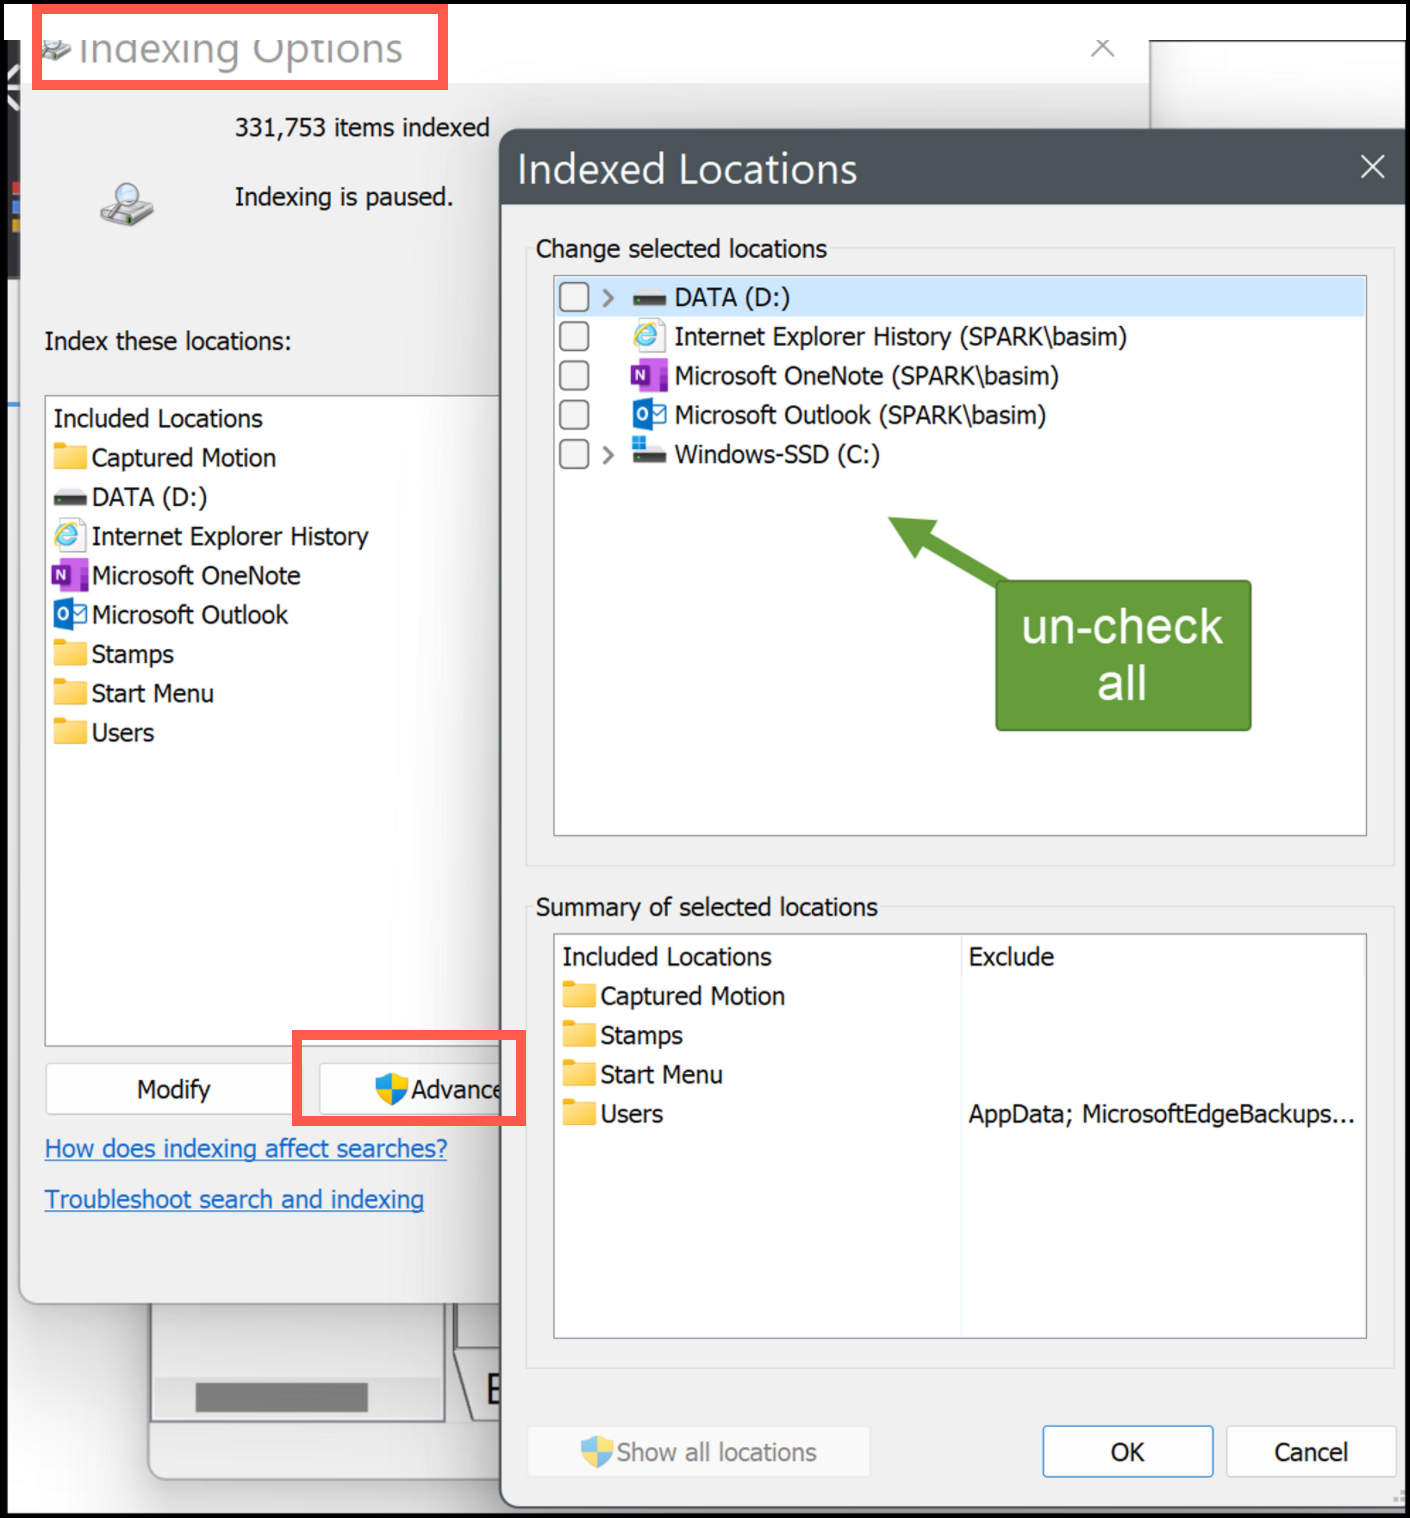 Indexing Options
331,753 items indexed
Indexing is paused.
Index these locations:
Included Locations
Captured Motion
DATA (D:)
Internet Explorer History
Microsoft OneNote
Microsoft Outlook
Stamps
Start Menu
Users
Modify
Advance
How does indexing affect searches?
Troubleshoot search and indexing
Indexed Locations
Change selected locations
DATA (D:)
Internet Explorer History (SPARK\basim)
Microsoft OneNote (SPARK\basim)
Microsoft Outlook (SPARK\basim)
Windows-SSD (C:)
un-check
all
Summary of selected locations
Included Locations Exclude
Captured Motion
Stamps
Start Menu
Users AppData; MicrosoftEdgeBackups...
Show all locations
OK
Cancel